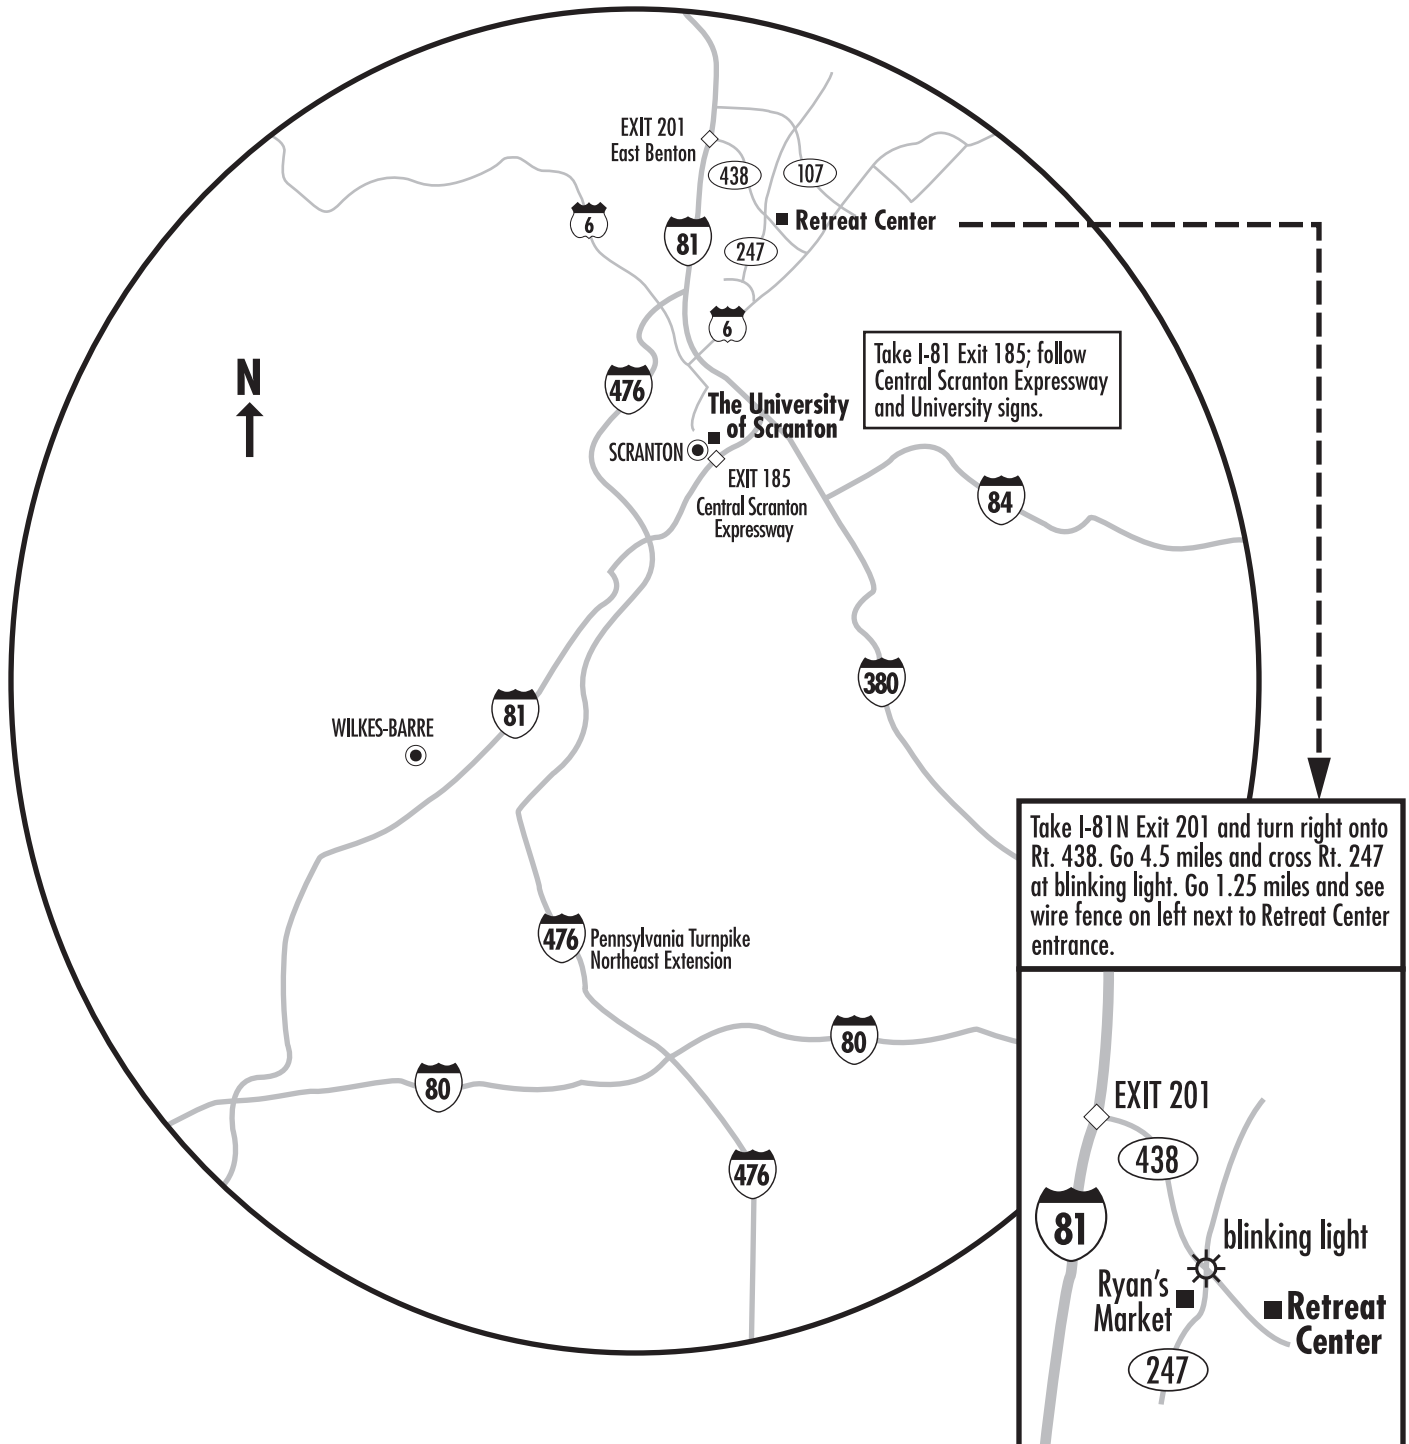 EXIT 201
East Benton
438
107
6
81
Retreat Center
247
6
N
476
Take I-81 Exit 185; follow
Central Scranton Expressway
and University signs.
The University
of Scranton
SCRANTON
EXIT 185
Central Scranton
Expressway
84
380
81
WILKES-BARRE
476
Pennsylvania Turnpike
Northeast Extension
80
80
476
Take I-81N Exit 201 and turn right onto
Rt. 438. Go 4.5 miles and cross Rt. 247
at blinking light. Go 1.25 miles and see
wire fence on left next to Retreat Center
entrance.
EXIT 201
438
81
blinking light
Ryan's
Market
Retreat
Center
247